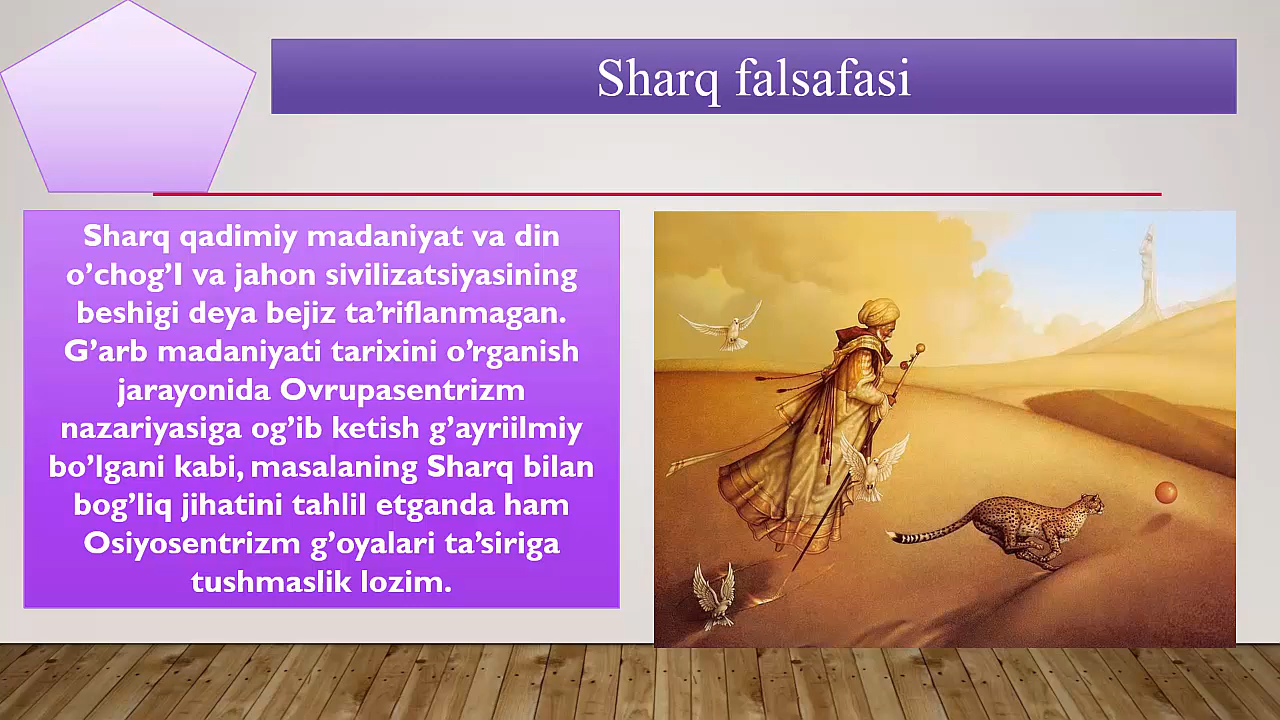 Sharq falsafasi
Sharq qadimiy madaniyat va din
o’chog’I va jahon sivilizatsiyasining
beshigi deya bejiz ta’riflanmagan.
G’arb madaniyati tarixini o’rganish
jarayonida Ovrupasentrizm
nazariyasiga og’ib ketish g’ayriilmiy
bo’lgani kabi, masalaning Sharq bilan
bog’liq jihatini tahlil etganda ham
Osiyosentrizm g’oyalari ta’siriga
tushmaslik lozim.